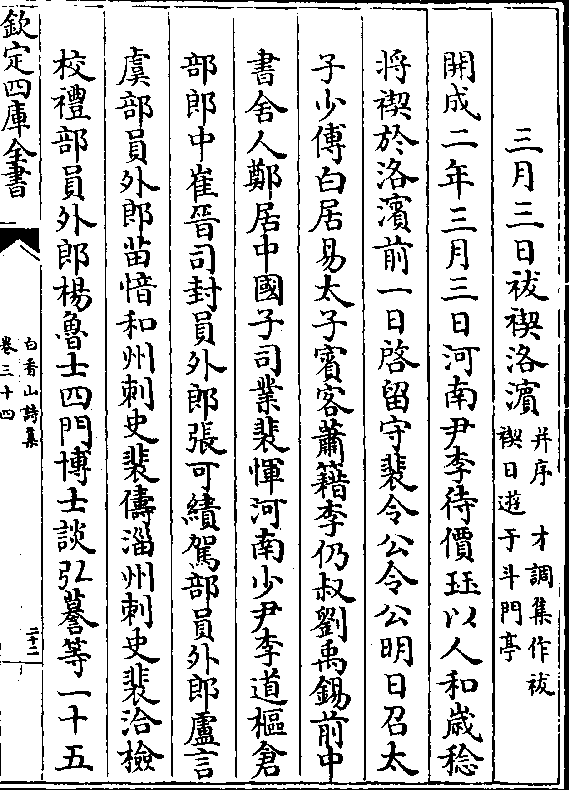 三月三日祓禊洛濱
并序 才調集作祓
禊日遊于斗門亭
開成二年三月三日河南尹李待價珏以人和嵗稔
将禊於洛濱前一日啓留守裴令公令公明日召太
子少傅白居易太子賔客蕭籍李仍叔劉禹錫前中
書舍人鄭居中國子司業裴惲河南少尹李道樞倉
部郎中崔晉司封員外郎張可績駕部員外郎盧言
虞部員外郎苗愔和州刺史裴儔淄州刺史裴洽檢
校禮部員外郎楊魯士四門博士談弘謩等一十五
欽定四庫全書
白香山詩集
卷三十四
二十二